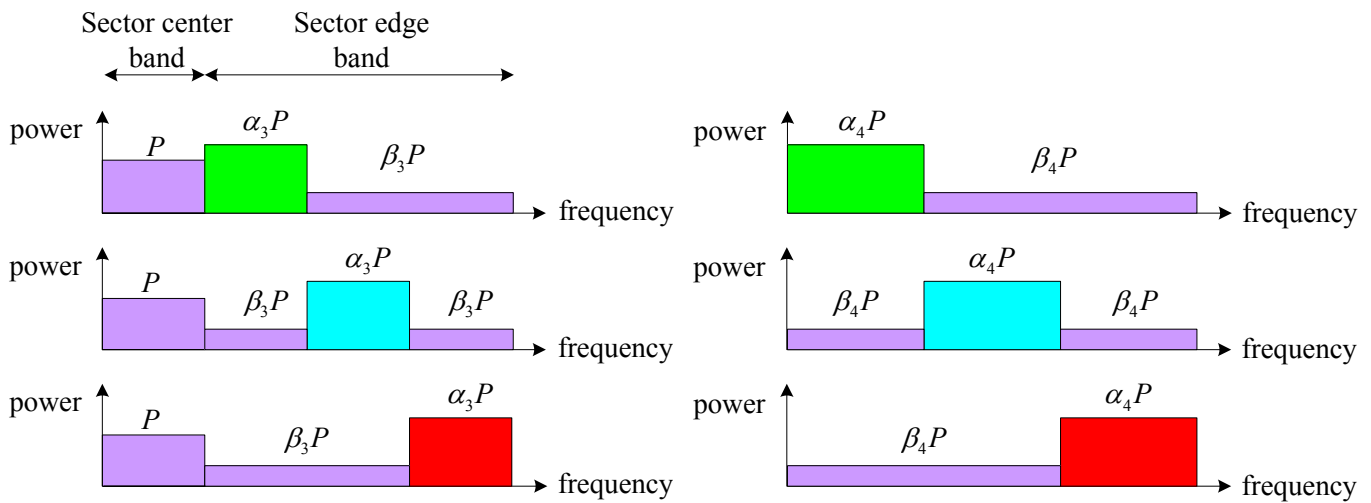 Sector center
band
Sector edge
band
power
P
α₃P
β₃P
frequency
power
α₄P
β₄P
frequency
power
P
β₃P
α₃P
β₃P
frequency
β₄P
α₄P
β₄P
frequency
power
power
P
β₃P
α₃P
frequency
power
β₄P
α₄P
frequency